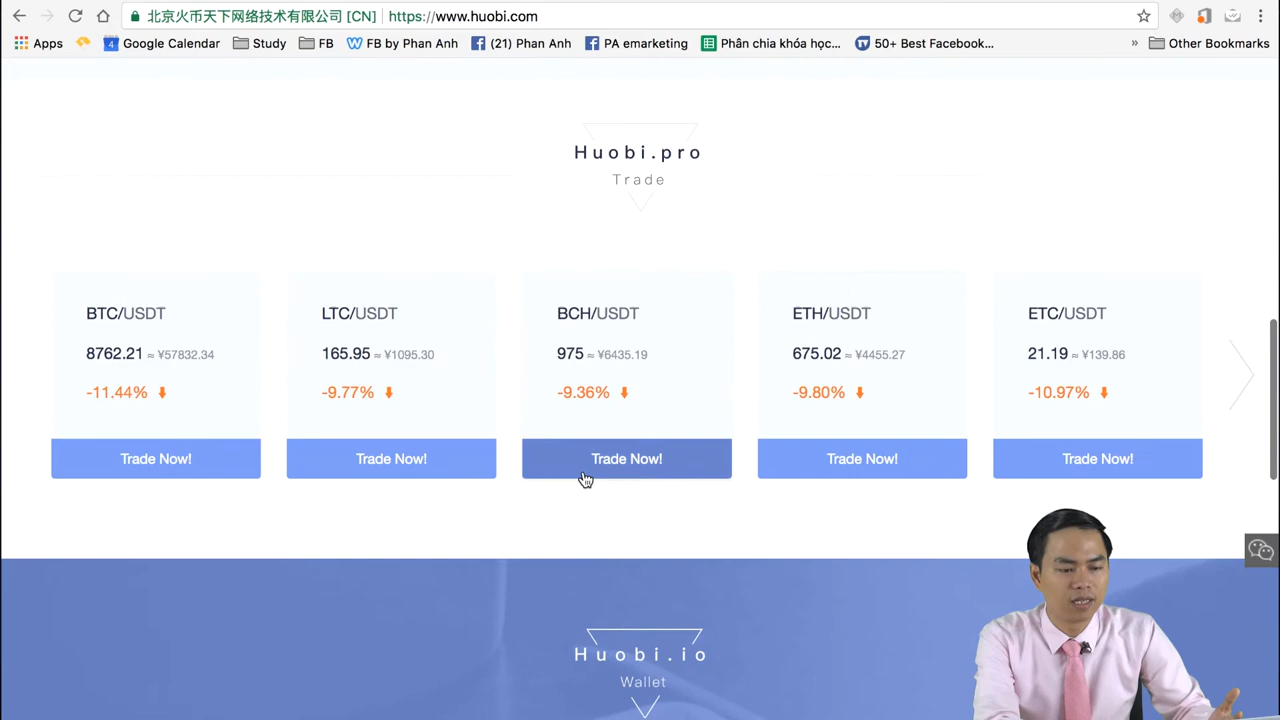 北京火币天下网络技术有限公司 [CN] https://www.huobi.com
Apps 4 Google Calendar Study FB FB by Phan Anh (21) Phan Anh PA emarketing Phân chia khóa học... 50+ Best Facebook... » Other Bookmarks
Huobi.pro
Trade
BTC/USDT LTC/USDT BCH/USDT ETH/USDT ETC/USDT
8762.21 ≈ ¥57832.34 165.95 ≈ ¥1095.30 975 ≈ ¥6435.19 675.02 ≈ ¥4455.27 21.19 ≈ ¥139.86
-11.44% -9.77% -9.36% -9.80% -10.97%
Trade Now! Trade Now! Trade Now! Trade Now! Trade Now!
Huobi.io
Wallet